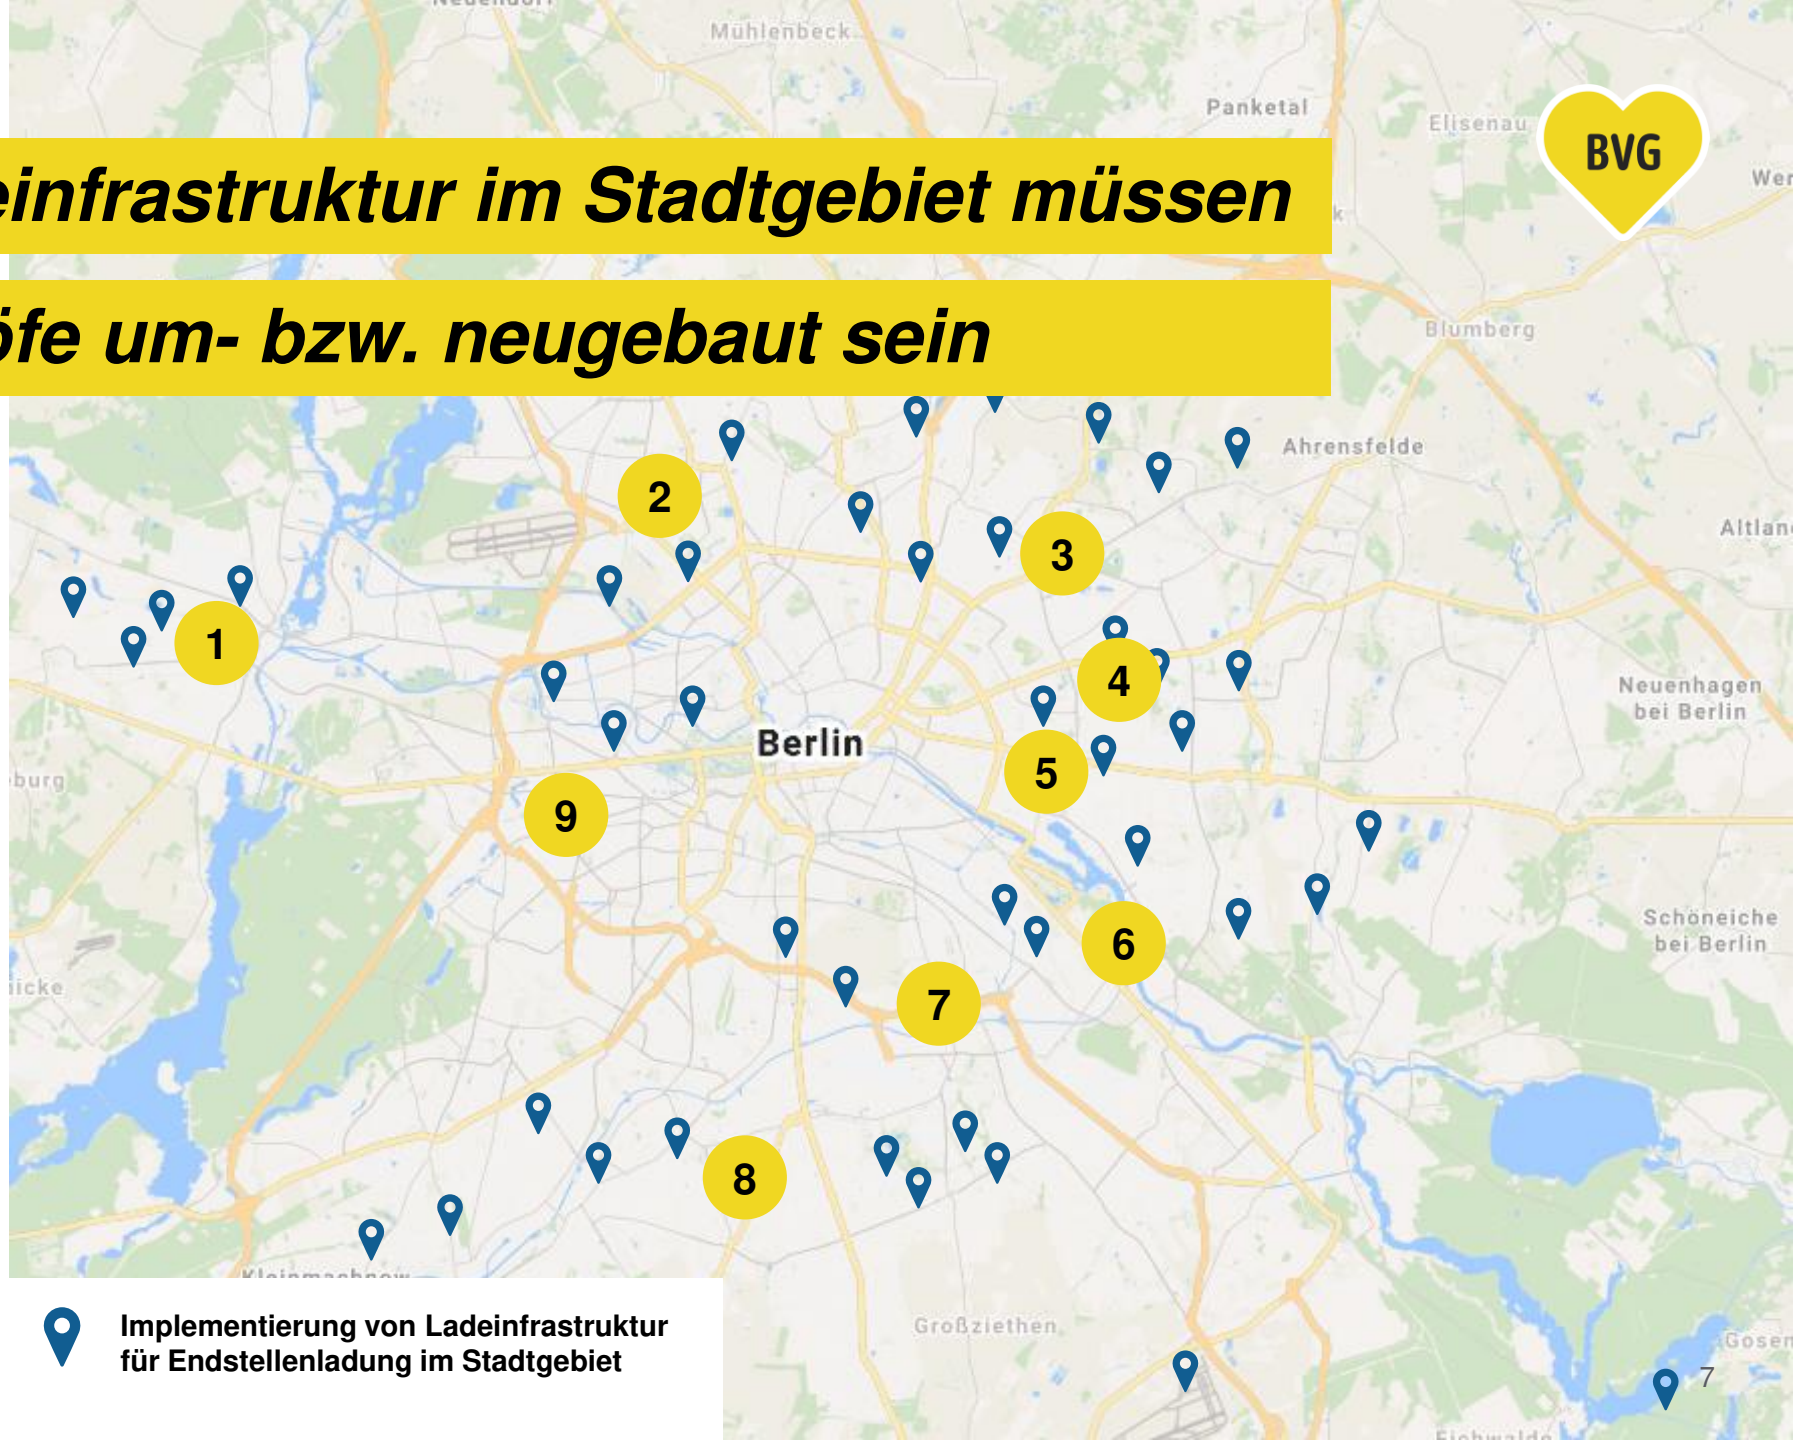 Mühlenbeck
Panketal
Elisenau
BVG
einfrastruktur im Stadtgebiet müssen
öfe um- bzw. neugebaut sein
Blumberg
Ahrensfelde
2
3
1
4
Neuenhagen
bei Berlin
Berlin
5
9
6
Schöneiche
bei Berlin
7
8
Großziethen
Implementierung von Ladeinfrastruktur
für Endstellenladung im Stadtgebiet
7